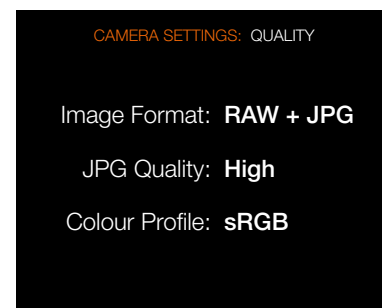 CAMERA SETTINGS: QUALITY
Image Format: RAW + JPG
JPG Quality: High
Colour Profile: sRGB